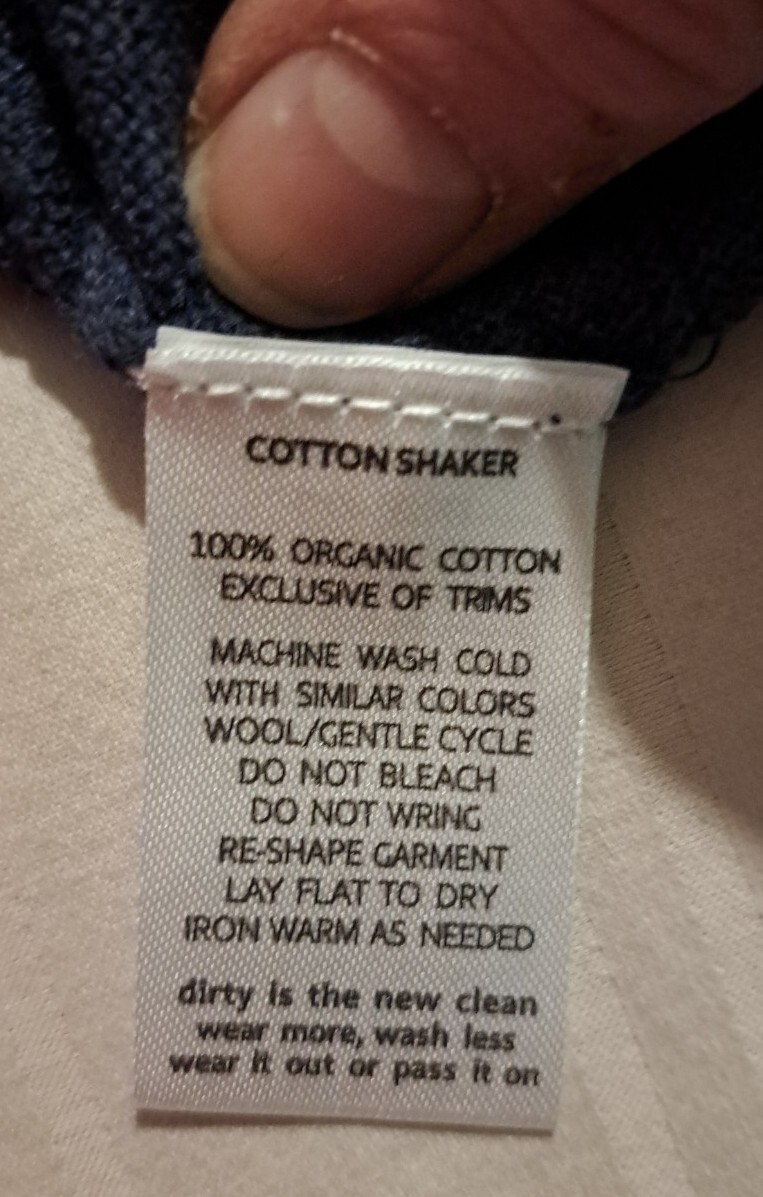 COTTON SHAKER
100% ORGANIC COTTON
EXCLUSIVE OF TRIMS
MACHINE WASH COLD
WITH SIMILAR COLORS
WOOL/GENTLE CYCLE
DO NOT BLEACH
DO NOT WRING
RE-SHAPE GARMENT
LAY FLAT TO DRY
IRON WARM AS NEEDED
dirty is the new clean
wear more, wash less
wear it out or pass it on